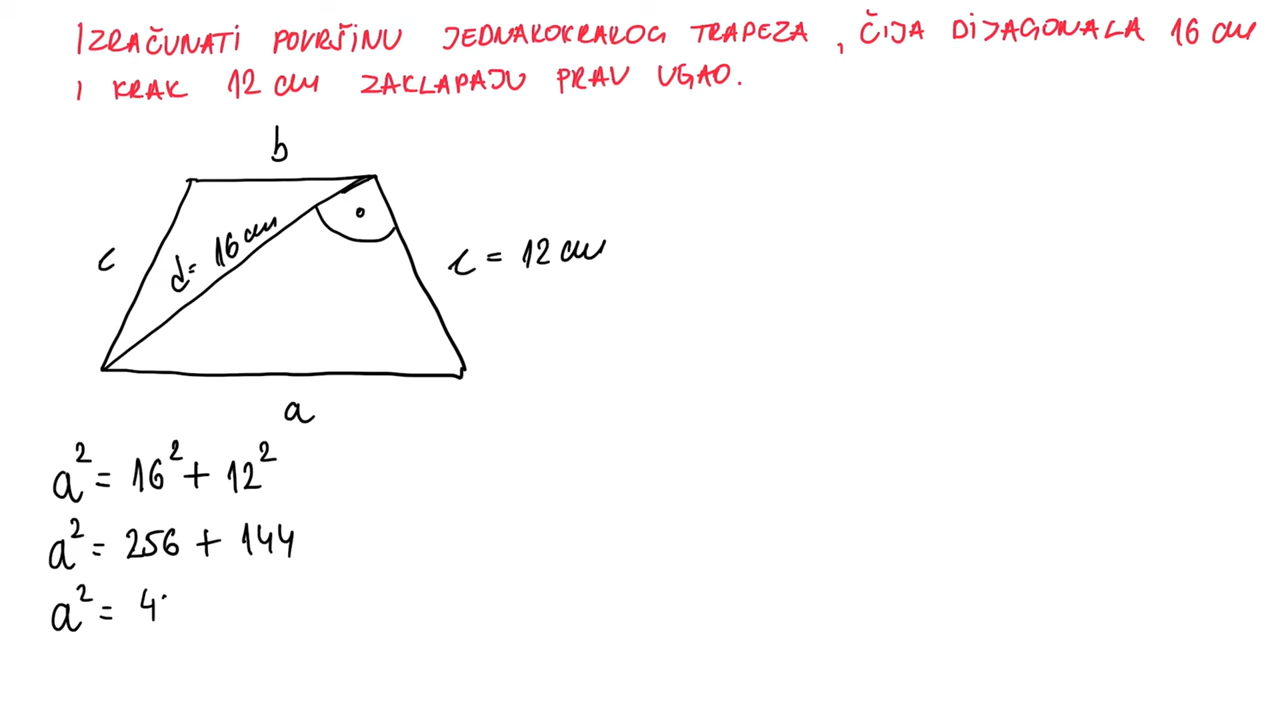 IZRAČUNATI POVRŠINU JEDNAKOKRAKOG TRAPEZA, ČIJA DIJAGONALA 16 cm
I KRAK 12 cm ZAKLAPAJU PRAV UGAO.
b
d = 16 cm
c
c = 12 cm
a
a² = 16² + 12²
a² = 256 + 144
a² = 4